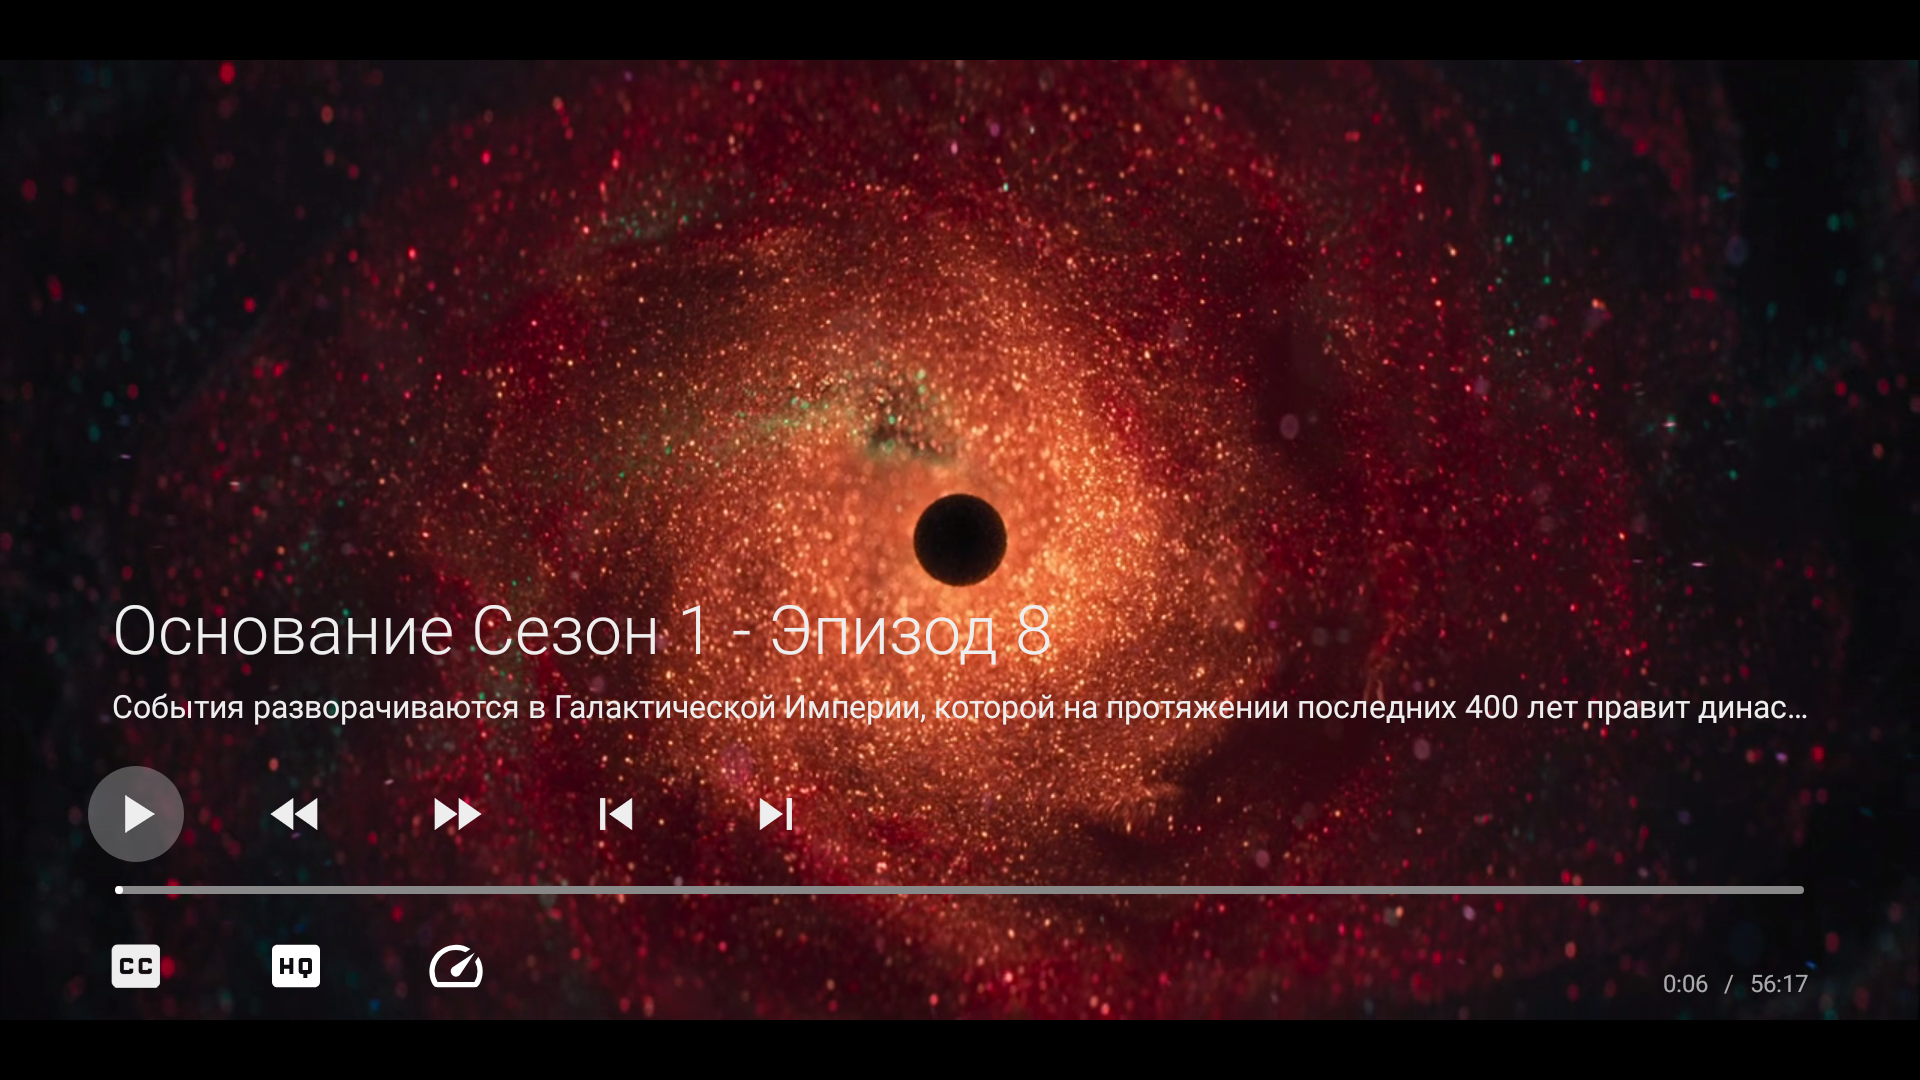 Основание Сезон 1 - Эпизод 8
События разворачиваются в Галактической Империи, которой на протяжении последних 400 лет правит динас...
CC HQ
0:06 / 56:17